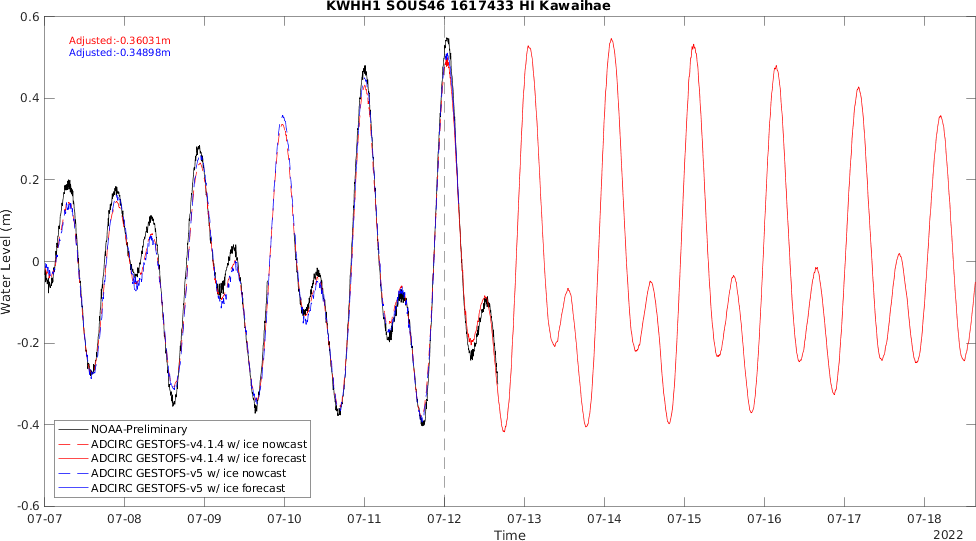 KWHH1 SOUS46 1617433 HI Kawaihae
Adjusted:-0.36031m
Adjusted:-0.34898m
0.6
0.4
0.2
0
-0.2
-0.4
-0.6
Water Level (m)
NOAA-Preliminary
ADCIRC GESTOFS-v4.1.4 w/ ice nowcast
ADCIRC GESTOFS-v4.1.4 w/ ice forecast
ADCIRC GESTOFS-v5 w/ ice nowcast
ADCIRC GESTOFS-v5 w/ ice forecast
07-07 07-08 07-09 07-10 07-11 07-12 07-13 07-14 07-15 07-16 07-17 07-18
Time
2022